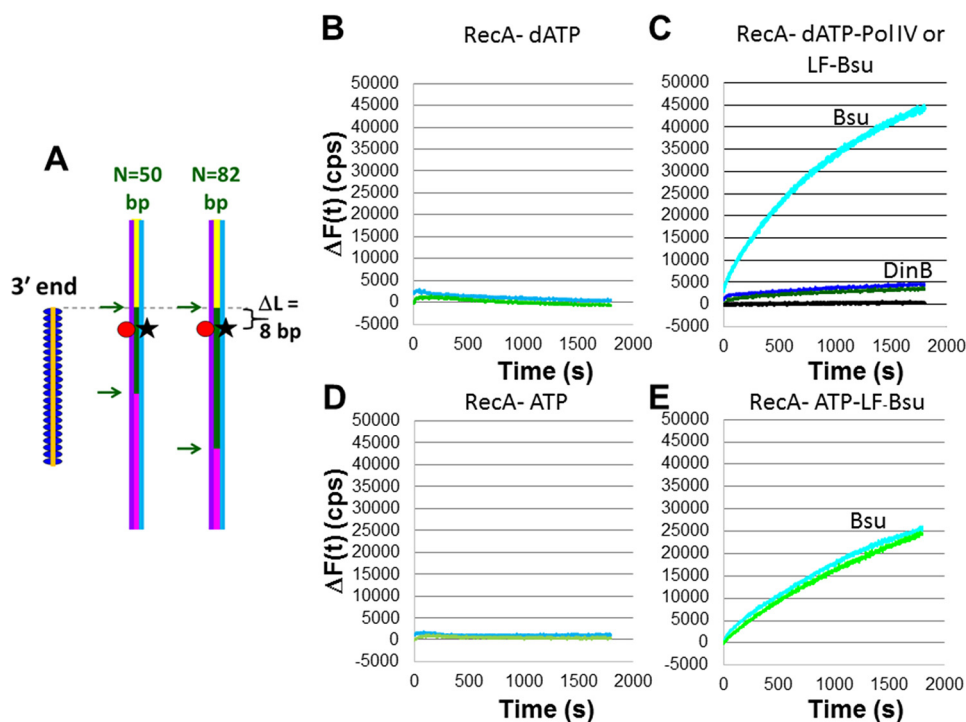 A
N=50
bp
N=82
bp
3' end
ΔL =
8 bp
B
RecA- dATP
ΔF(t) (cps)
50000
45000
40000
35000
30000
25000
20000
15000
10000
5000
0
-5000
0 500 1000 1500 2000
Time (s)
C
RecA- dATP-Pol IV or
LF-Bsu
50000
45000
40000
35000
30000
25000
20000
15000
10000
5000
0
-5000
Bsu
DinB
0 500 1000 1500 2000
Time (s)
D
RecA- ATP
ΔF(t) (cps)
50000
45000
40000
35000
30000
25000
20000
15000
10000
5000
0
-5000
0 500 1000 1500 2000
Time (s)
E
RecA- ATP-LF-Bsu
50000
45000
40000
35000
30000
25000
20000
15000
10000
5000
0
-5000
Bsu
0 500 1000 1500 2000
Time (s)